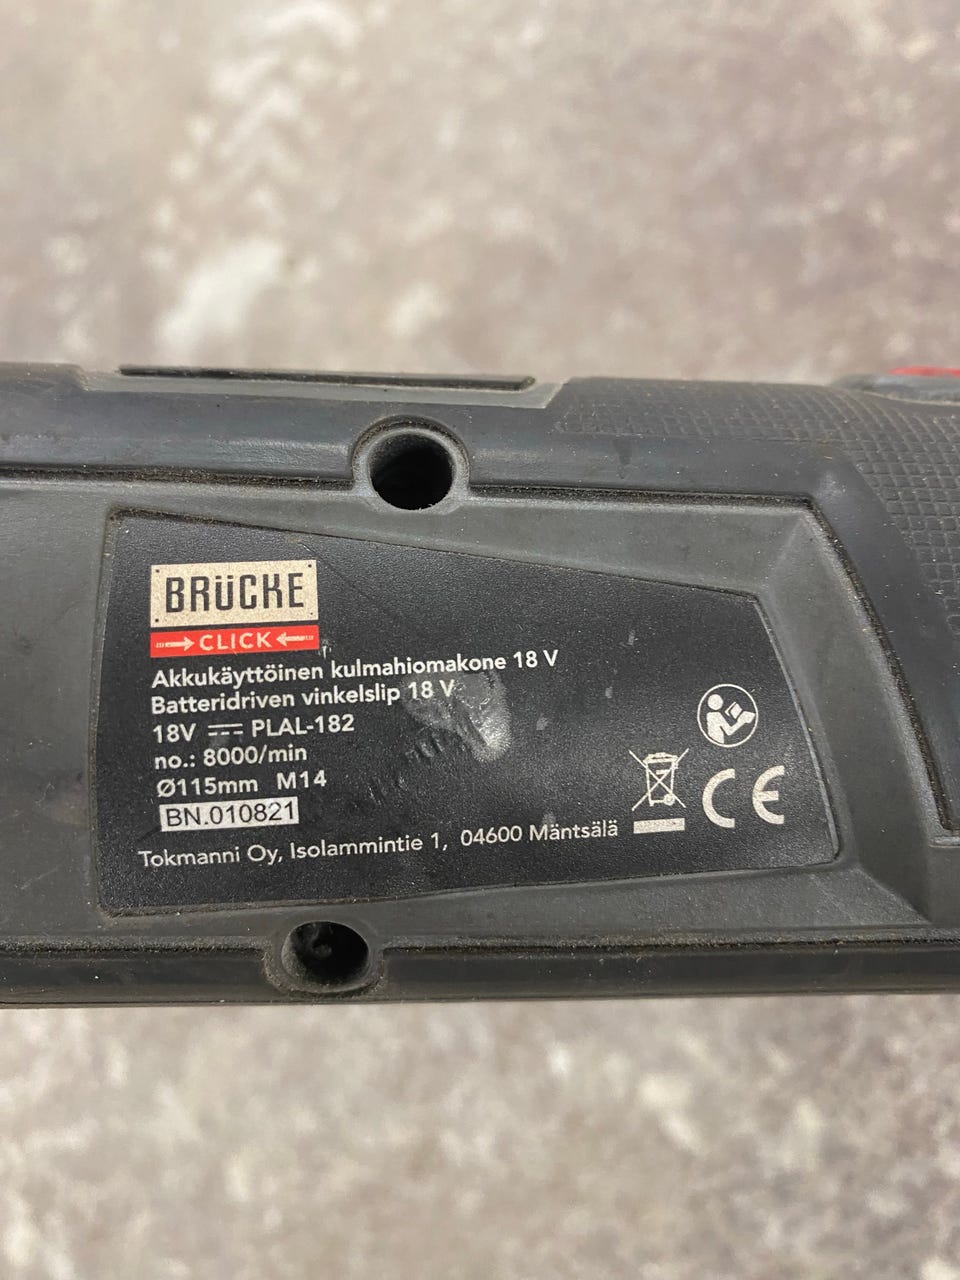 BRÜCKE
CLICK
Akkukäyttöinen kulmahiomakone 18 V
Batteridriven vinkelslip 18 V
18V PLAL-182
no.: 8000/min
Ø115mm M14
BN.010821
Tokmanni Oy, Isolammintie 1, 04600 Mäntsälä
CE